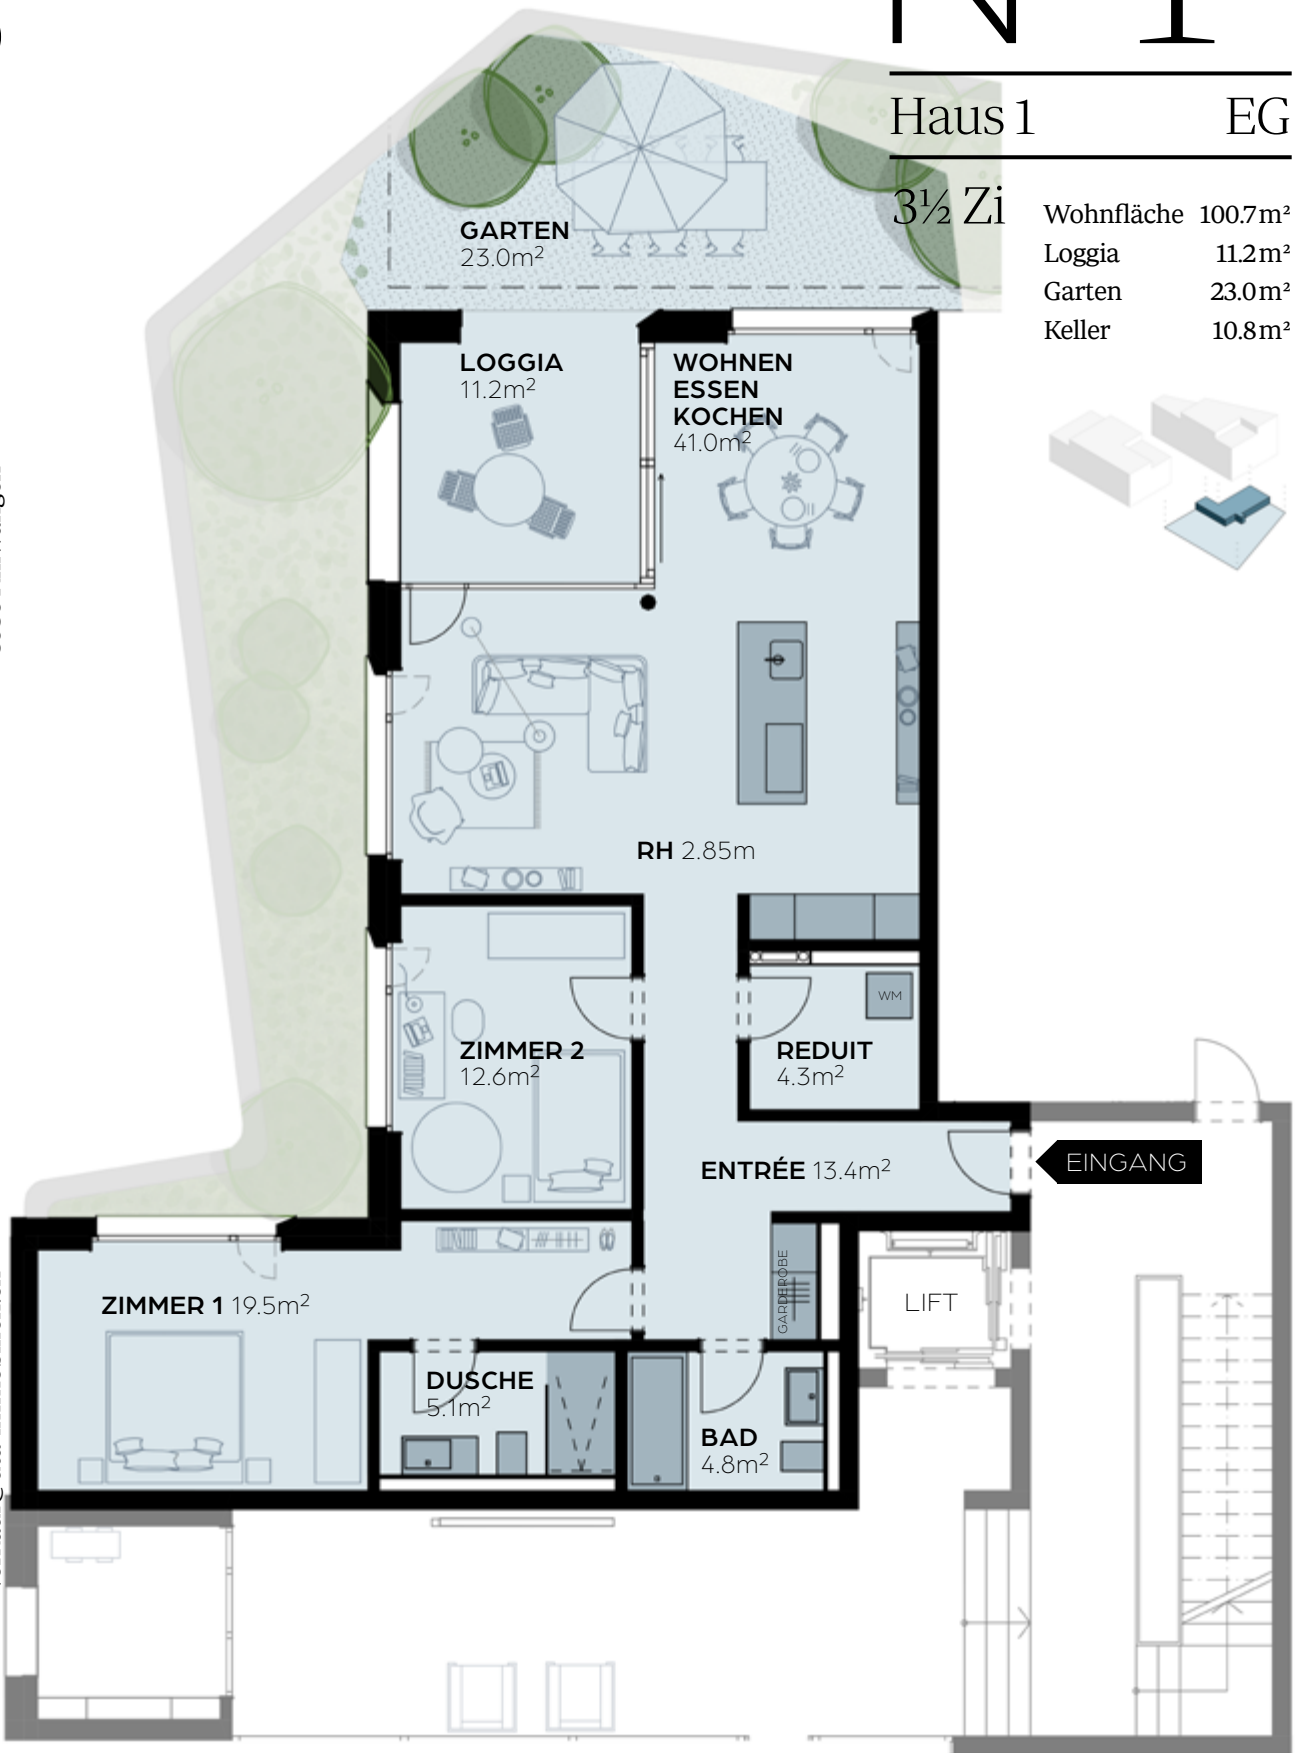 N 1
Haus 1 EG
3½ Zi
Wohnfläche 100.7 m²
Loggia 11.2 m²
Garten 23.0 m²
Keller 10.8 m²
GARTEN
23.0m²
LOGGIA
11.2m²
WOHNEN
ESSEN
KOCHEN
41.0m²
RH 2.85m
WM
ZIMMER 2
12.6m²
REDUIT
4.3m²
ENTRÉE 13.4m²
EINGANG
GARDEROBE
LIFT
ZIMMER 1 19.5m²
DUSCHE
5.1m²
BAD
4.8m²